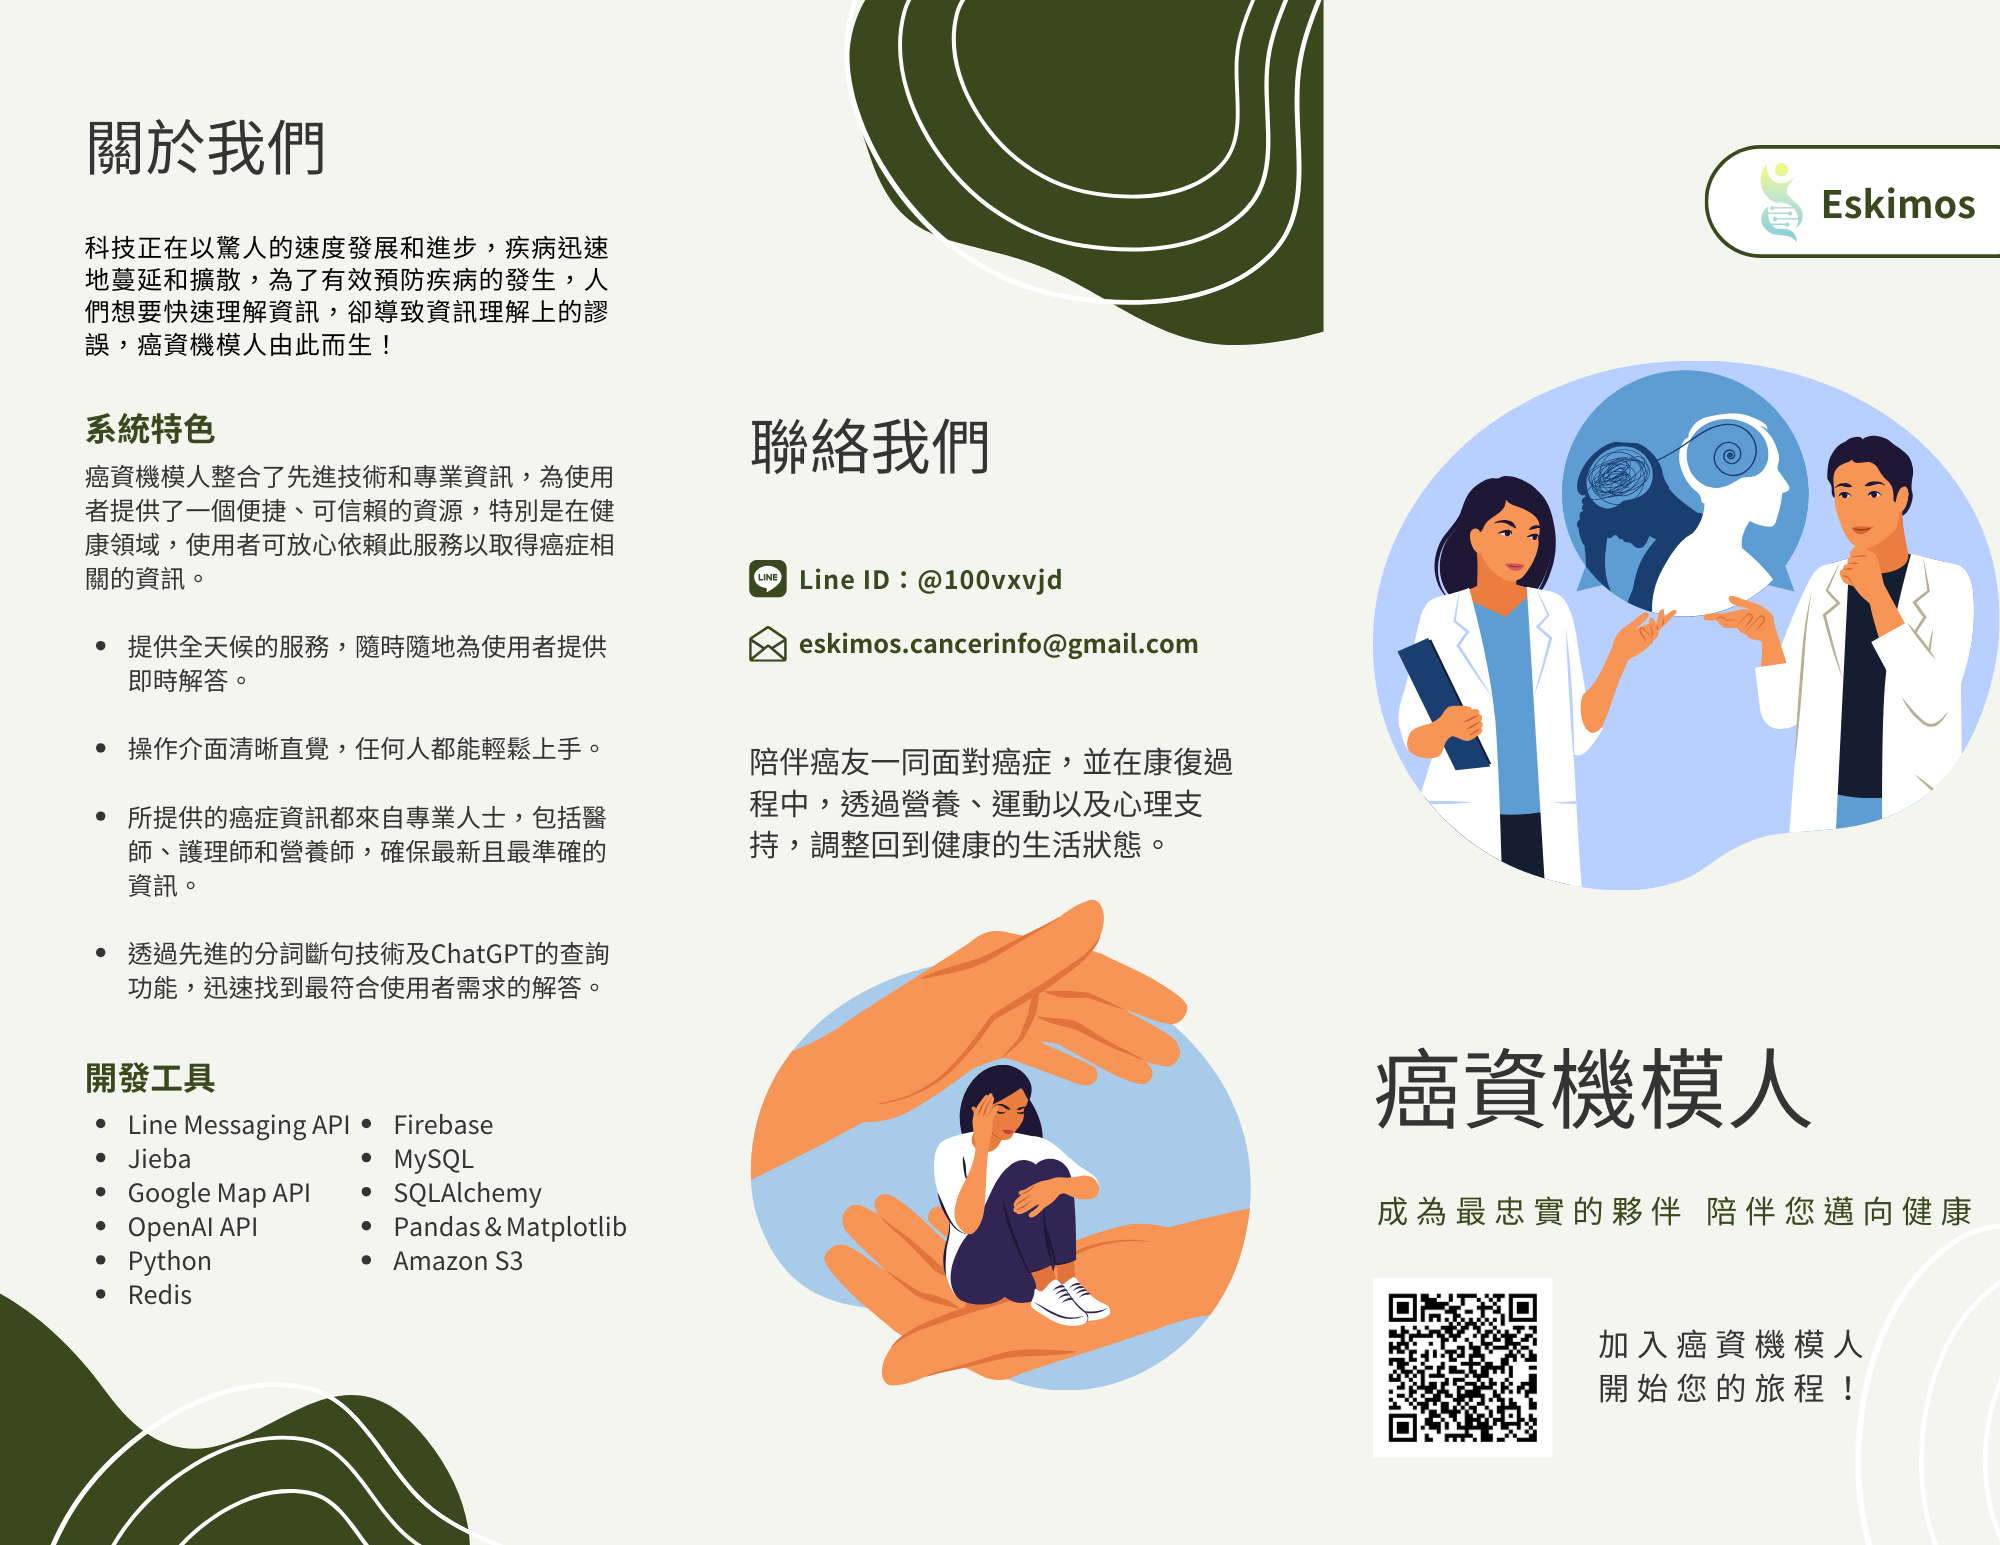 關於我們
科技正在以驚人的速度發展和進步，疾病迅速
地蔓延和擴散，為了有效預防疾病的發生，人
們想要快速理解資訊，卻導致資訊理解上的謬
誤，癌資機模人由此而生！
系統特色
癌資機模人整合了先進技術和專業資訊，為使用
者提供了一個便捷、可信賴的資源，特別是在健
康領域，使用者可放心依賴此服務以取得癌症相
關的資訊。
• 提供全天候的服務，隨時隨地為使用者提供
即時解答。
• 操作介面清晰直覺，任何人都能輕鬆上手。
• 所提供的癌症資訊都來自專業人士，包括醫
師、護理師和營養師，確保最新且最準確的
資訊。
• 透過先進的分詞斷句技術及ChatGPT的查詢
功能，迅速找到最符合使用者需求的解答。
開發工具
• Line Messaging API
• Jieba
• Google Map API
• OpenAI API
• Python
• Redis
• Firebase
• MySQL
• SQLAlchemy
• Pandas & Matplotlib
• Amazon S3
聯絡我們
LINE
Line ID：@100vxvjd
eskimos.cancerinfo@gmail.com
陪伴癌友一同面對癌症，並在康復過
程中，透過營養、運動以及心理支
持，調整回到健康的生活狀態。
Eskimos
癌資機模人
成為最忠實的夥伴 陪伴您邁向健康
加入癌資機模人
開始您的旅程！